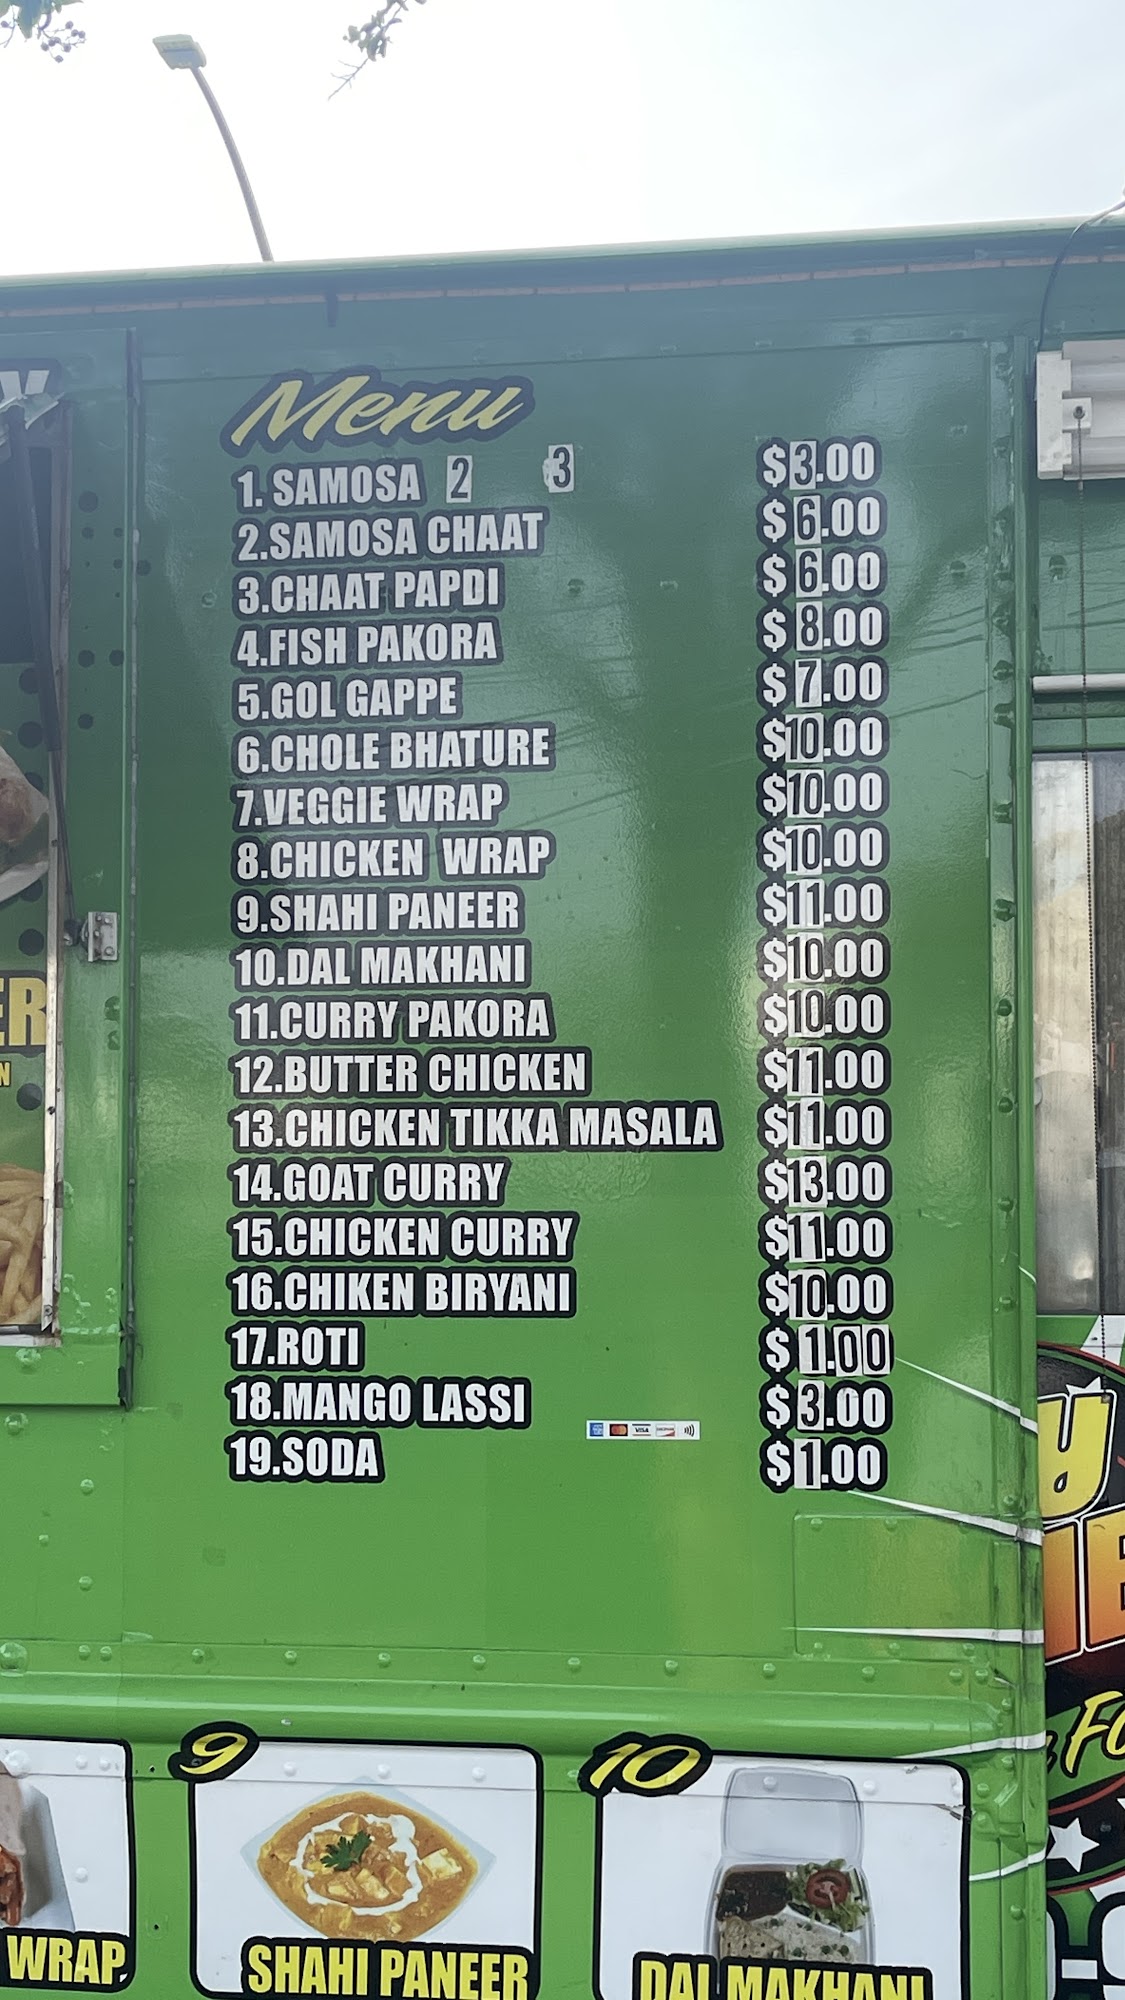 Menu
1. SAMOSA 2 3 $3.00
2.SAMOSA CHAAT $6.00
3.CHAAT PAPDI $6.00
4.FISH PAKORA $8.00
5.GOL GAPPE $7.00
6.CHOLE BHATURE $10.00
7.VEGGIE WRAP $10.00
8.CHICKEN WRAP $10.00
9.SHAHI PANEER $11.00
10.DAL MAKHANI $10.00
11.CURRY PAKORA $10.00
12.BUTTER CHICKEN $11.00
13.CHICKEN TIKKA MASALA $11.00
14.GOAT CURRY $13.00
15.CHICKEN CURRY $11.00
16.CHIKEN BIRYANI $10.00
17.ROTI $1.00
18.MANGO LASSI $3.00
VISA
19.SODA $1.00
9
10
WRAP
SHAHI PANEER
DAL MAKHANI